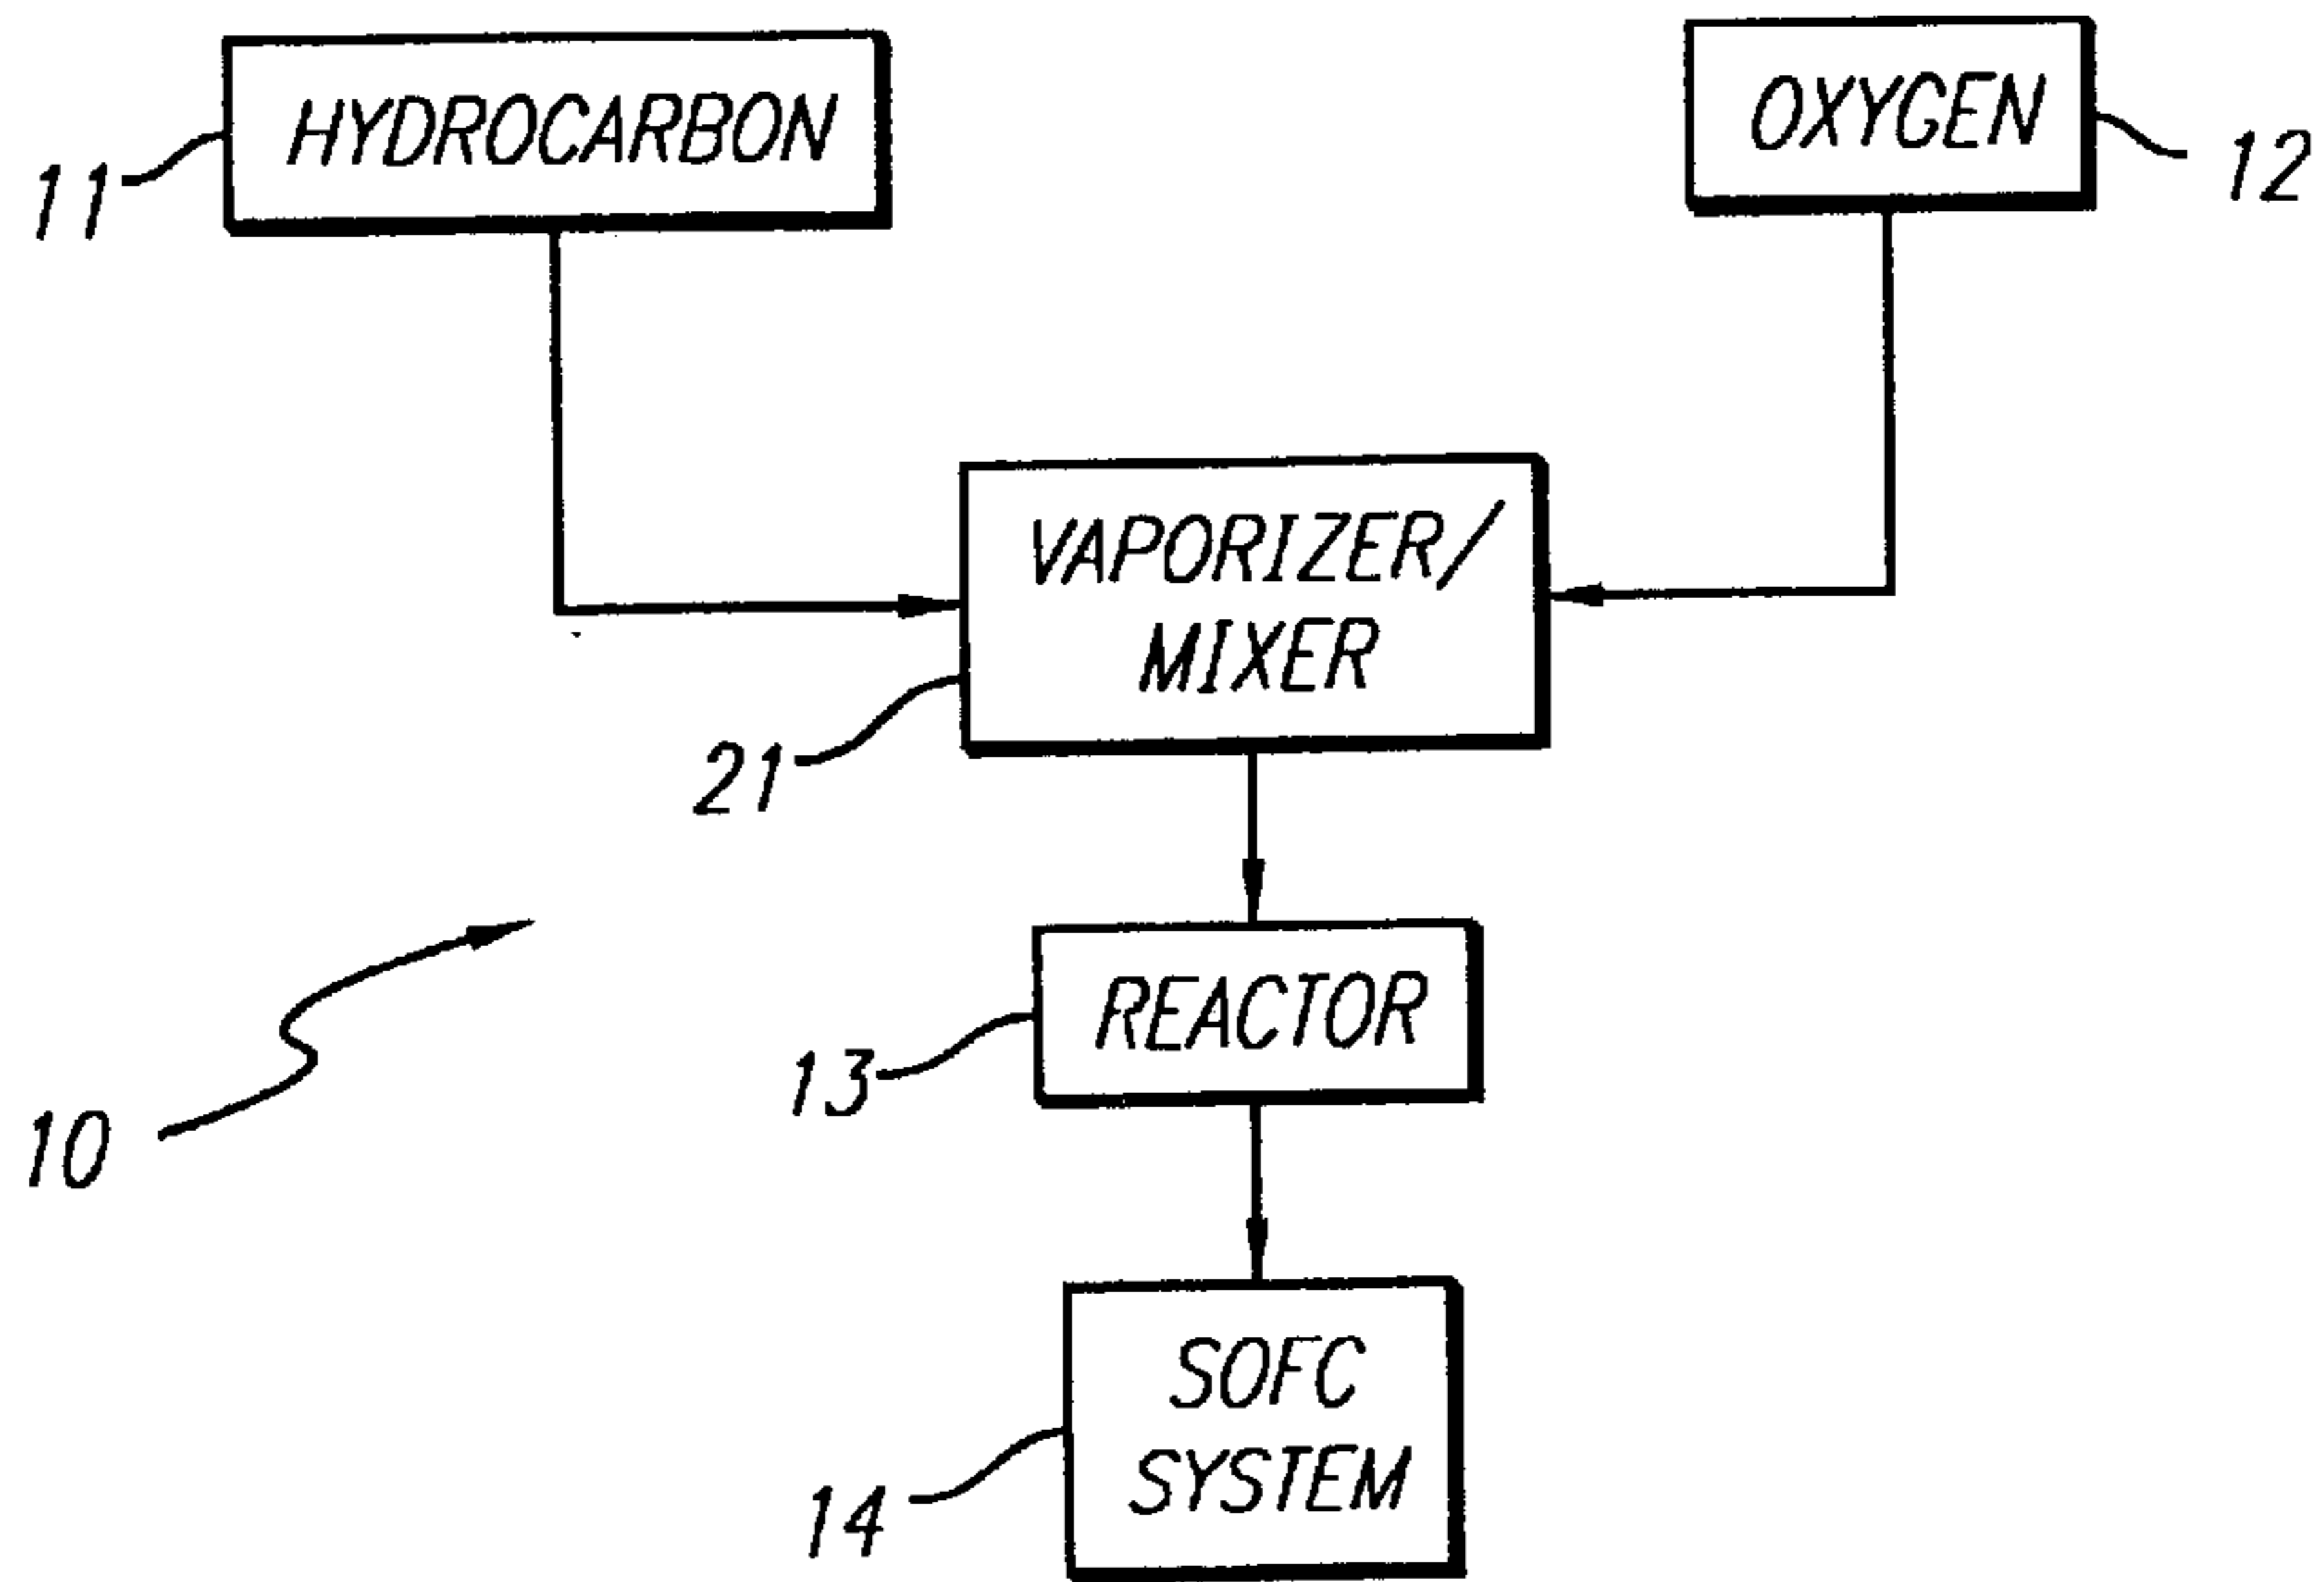 HYDROCARBON
OXYGEN
11
12
VAPORIZER/
MIXER
21
REACTOR
13
10
SOFC
SYSTEM
14